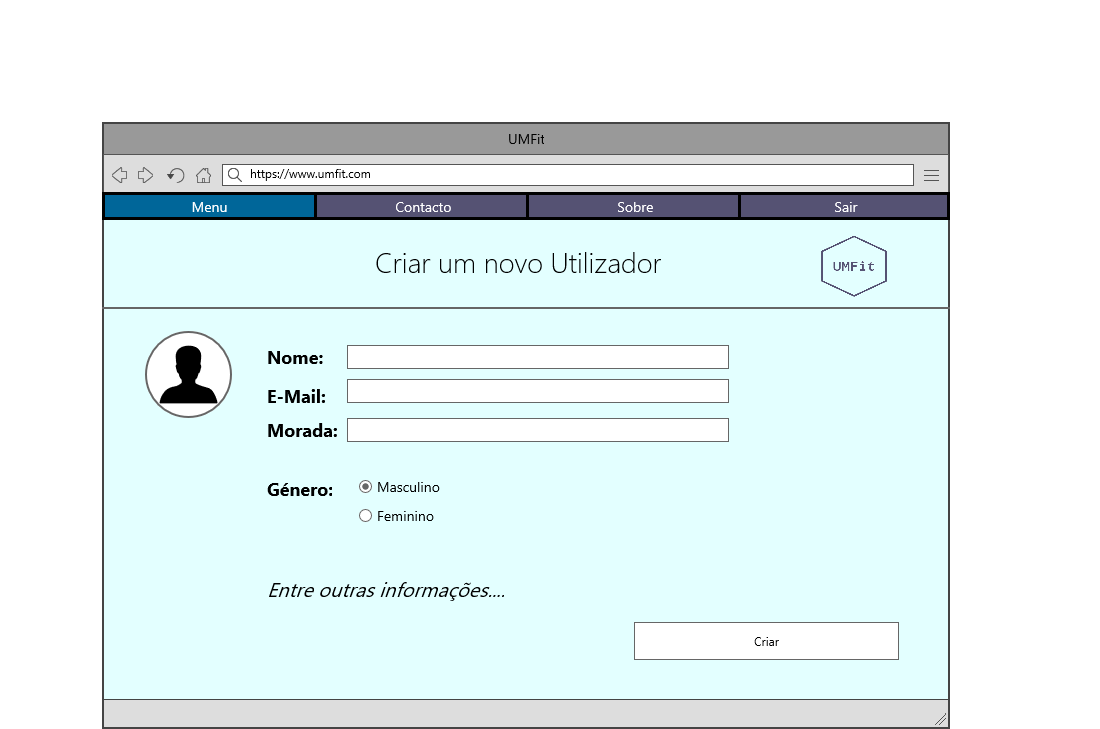 UMFit
https://www.umfit.com
Menu Contacto Sobre Sair
Criar um novo Utilizador
UMFit
Nome:
E-Mail:
Morada:
Género: Masculino
Feminino
Entre outras informações....
Criar